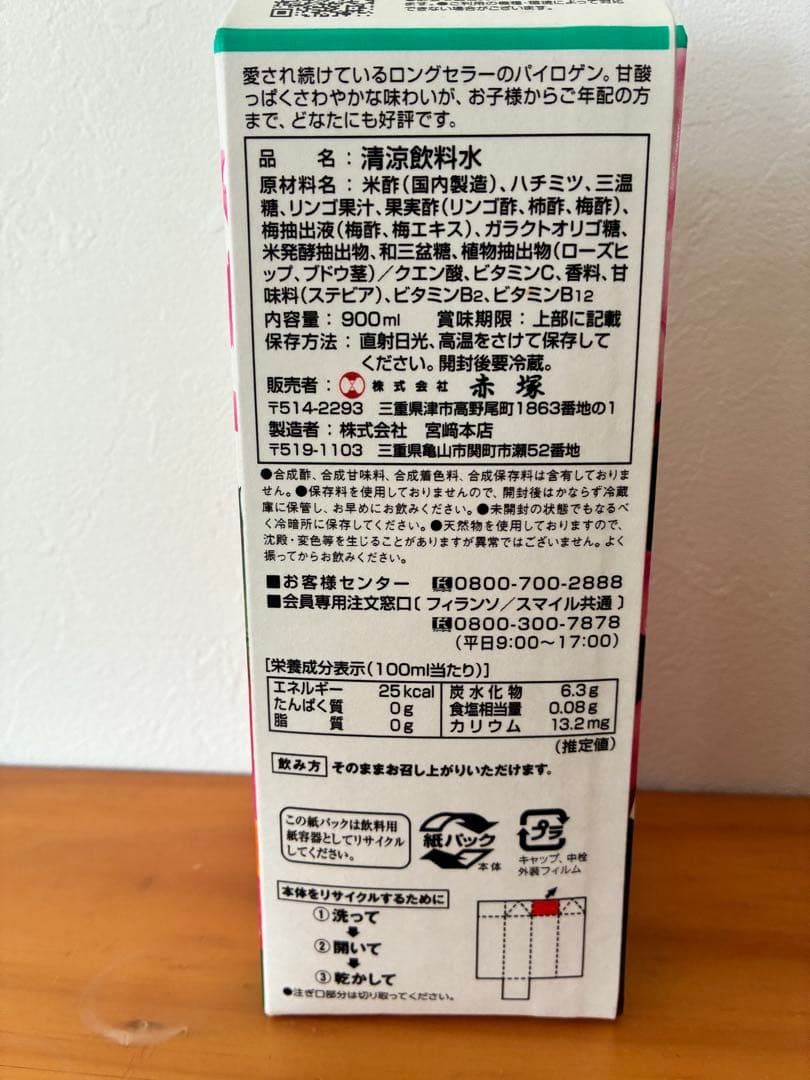 ます。●ご利用の機種・環境によって対応
できない場合がございます。
愛され続けているロングセラーのパイロゲン。甘酸
っぱくさわやかな味わいが、お子様からご年配の方
まで、どなたにも好評です。
品 名：清涼飲料水
原材料名：米酢（国内製造）、ハチミツ、三温
糖、リンゴ果汁、果実酢（リンゴ酢、柿酢、梅酢）、
梅抽出液（梅酢、梅エキス）、ガラクトオリゴ糖、
米発酵抽出物、和三盆糖、植物抽出物（ローズヒ
ップ、ブドウ茎）／クエン酸、ビタミンC、香料、甘
味料（ステビア）、ビタミンB2、ビタミンB12
内容量：900ml 賞味期限：上部に記載
保存方法：直射日光、高温をさけて保存して
ください。開封後要冷蔵。
販売者：株式会社 赤塚
〒514-2293 三重県津市高野尾町1863番地の1
製造者：株式会社 宮﨑本店
〒519-1103 三重県亀山市関町市瀬52番地
●合成酢、合成甘味料、合成着色料、合成保存料は含有しておりま
せん。●保存料を使用しておりませんので、開封後はかならず冷蔵
庫に保管し、お早めにお飲みください。●未開封の状態でもなるべ
く冷暗所に保存してください。●天然物を使用しておりますので、
沈殿・変色等を生じることがありますが異常ではございません。よく
振ってからお飲みください。
■お客様センター 0800-700-2888
■会員専用注文窓口〔フィランソ／スマイル共通〕
0800-300-7878
（平日9:00～17:00）
［栄養成分表示（100ml当たり）］
エネルギー 25kcal 炭水化物 6.3g
たんぱく質 0g 食塩相当量 0.08g
脂 質 0g カリウム 13.2mg
（推定値）
飲み方 そのままお召し上がりいただけます。
この紙パックは飲料用
紙容器としてリサイクル
してください。
紙パック
本体
プラ
キャップ、中栓
外装フィルム
本体をリサイクルするために
①洗って
②開いて
③乾かして
●注ぎ口部分は切り取ってください。